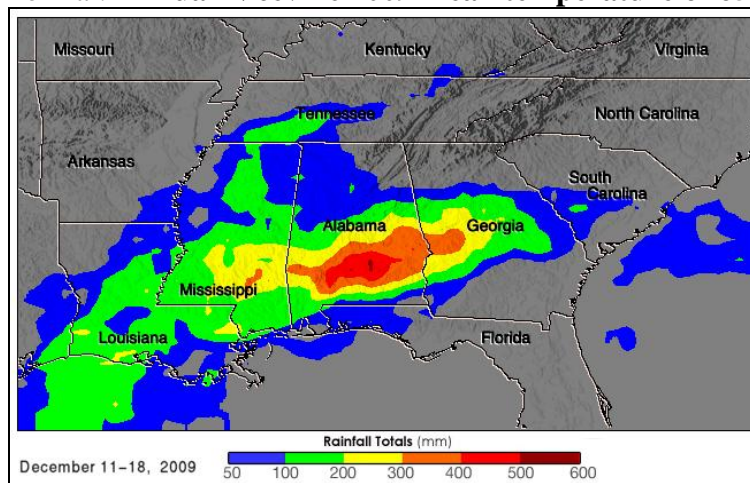 Missouri
Kentucky
Virginia
Tennessee
North Carolina
Arkansas
South
Carolina
Alabama
Georgia
Mississippi
Louisiana
Florida
Rainfall Totals (mm)
December 11-18, 2009
50 100 200 300 400 500 600